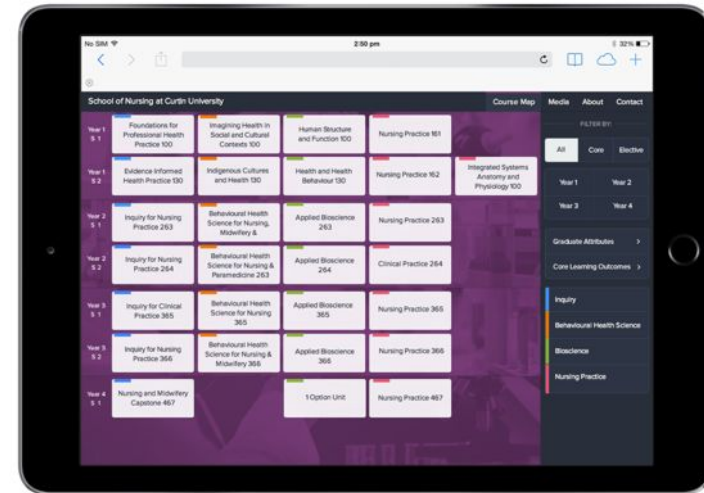 No SIM
2:50 pm
32%
School of Nursing at Curtin University
Course Map
Media
About
Contact
Year 1
S 1
Foundations for
Professional Health
Practice 100
Imagining Health in
Social and Cultural
Contexts 100
Human Structure
and Function 100
Nursing Practice 161
Year 1
S 2
Evidence Informed
Health Practice 130
Indigenous Cultures
and Health 130
Health and Health
Behaviour 130
Nursing Practice 162
Integrated Systems
Anatomy and
Physiology 100
Year 2
S 1
Inquiry for Nursing
Practice 263
Behavioural Health
Science for Nursing,
Midwifery &
Applied Bioscience
263
Nursing Practice 263
Year 2
S 2
Inquiry for Nursing
Practice 264
Behavioural Health
Science for Nursing &
Paremedicine 263
Applied Bioscience
264
Clinical Practice 264
Year 3
S 1
Inquiry for Clinical
Practice 365
Behavioural Health
Science for Nursing
365
Applied Bioscience
365
Nursing Practice 365
Year 3
S 2
Inquiry for Nursing
Practice 366
Behavioural Health
Science for Nursing &
Midwifery 366
Applied Bioscience
366
Nursing Practice 366
Year 4
S 1
Nursing and Midwifery
Capstone 467
1 Option Unit
Nursing Practice 467
FILTER BY:
All
Core
Elective
Year 1
Year 2
Year 3
Year 4
Graduate Attributes >
Core Learning Outcomes >
Inquiry
Behavioural Health Science
Bioscience
Nursing Practice